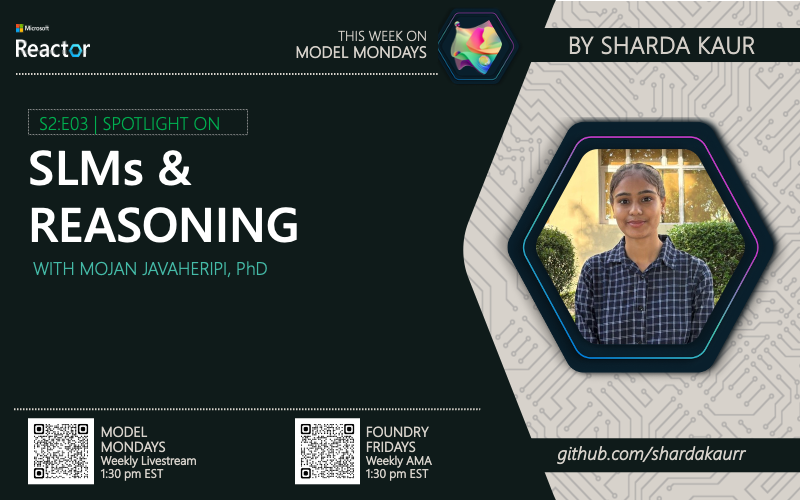 Microsoft
Reactor
THIS WEEK ON
MODEL MONDAYS
BY SHARDA KAUR
S2:E03 | SPOTLIGHT ON
SLMs &
REASONING
WITH MOJAN JAVAHERIPI, PhD
MODEL
MONDAYS
Weekly Livestream
1:30 pm EST
FOUNDRY
FRIDAYS
Weekly AMA
1:30 pm EST
github.com/shardakaurr